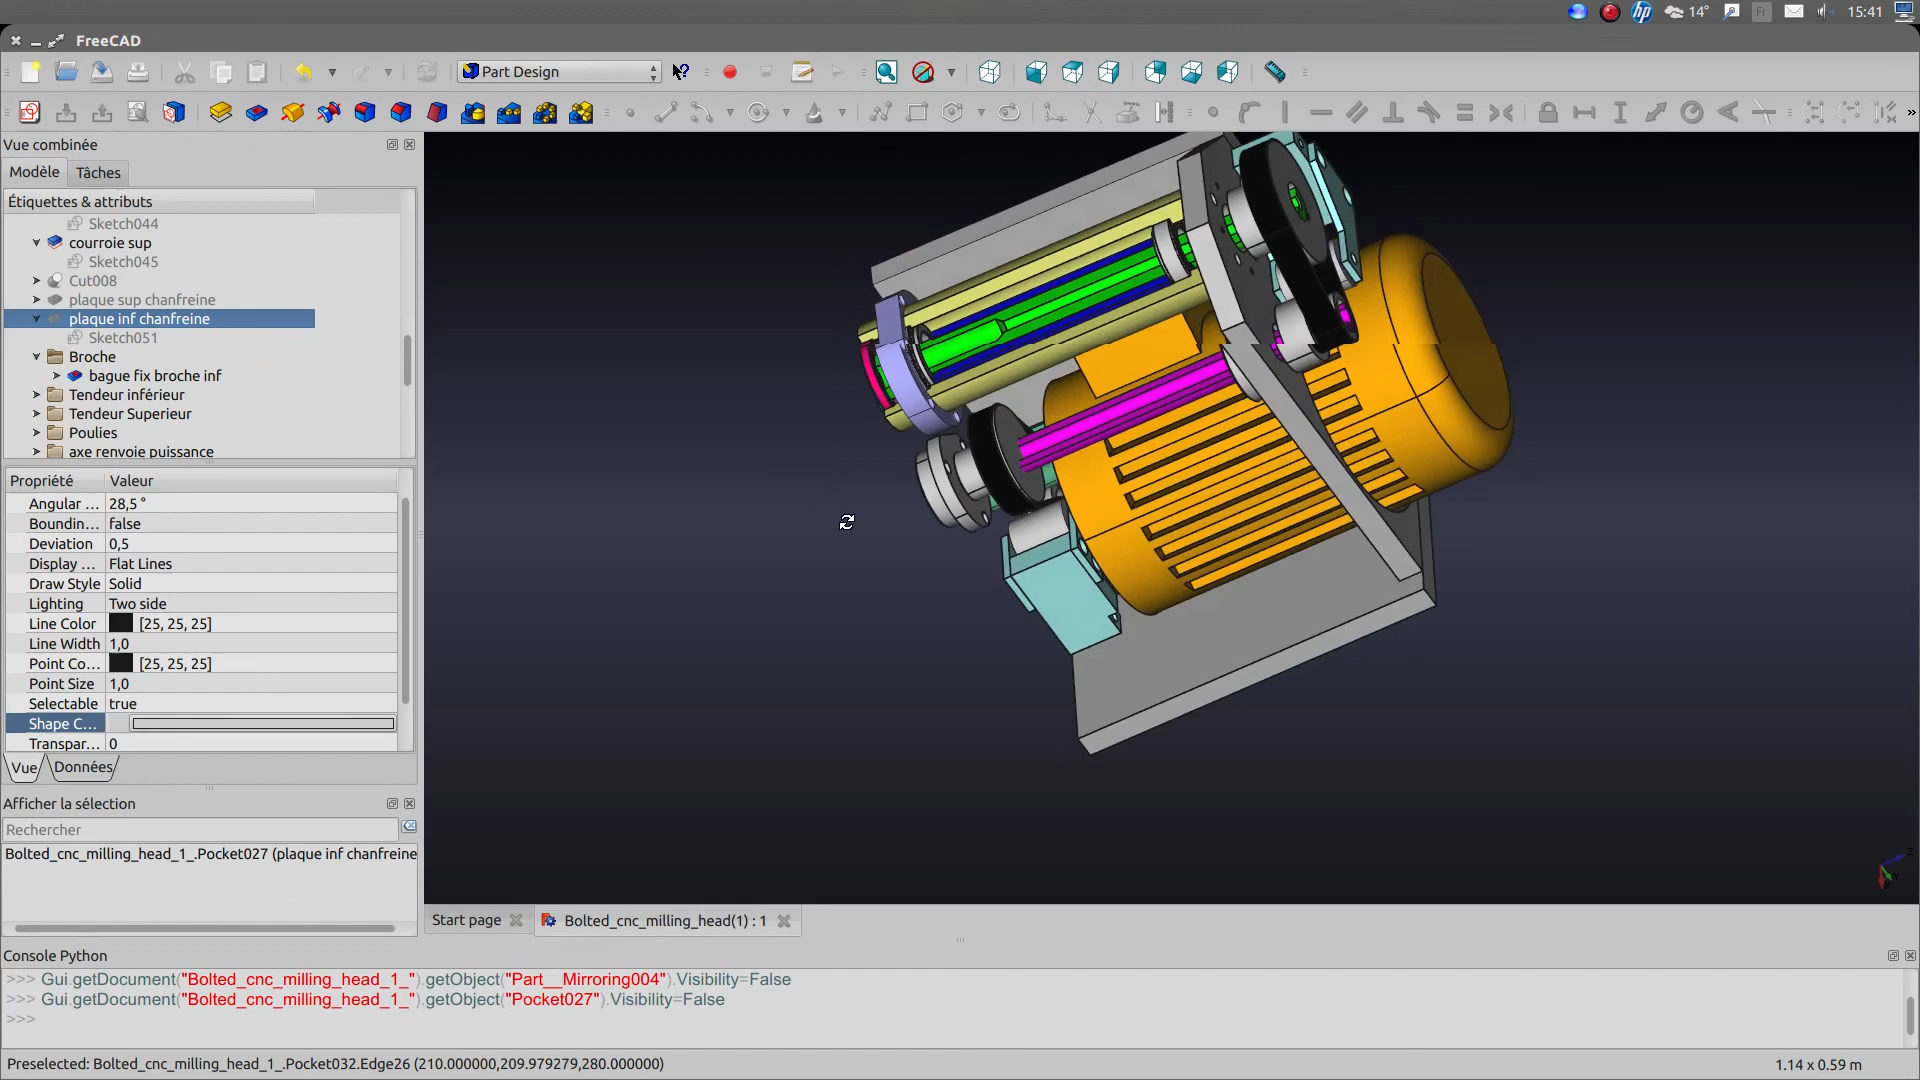 hp
14°
Fr
15:41
FreeCAD
Part Design
Vue combinée
Modèle
Tâches
Étiquettes & attributs
Sketch044
courroie sup
Sketch045
Cut008
plaque sup chanfreine
plaque inf chanfreine
Sketch051
Broche
bague fix broche inf
Tendeur inférieur
Tendeur Superieur
Poulies
axe renvoie puissance
Propriété Valeur
Angular ... 28,5 °
Boundin... false
Deviation 0,5
Display ... Flat Lines
Draw Style Solid
Lighting Two side
Line Color [25, 25, 25]
Line Width 1,0
Point Co... [25, 25, 25]
Point Size 1,0
Selectable true
Shape C...
Transpar... 0
Vue
Données
Afficher la sélection
Rechercher
Bolted_cnc_milling_head_1_.Pocket027 (plaque inf chanfreine
Start page
Bolted_cnc_milling_head(1) : 1
Console Python
>>> Gui.getDocument("Bolted_cnc_milling_head_1_").getObject("Part__Mirroring004").Visibility=False
>>> Gui.getDocument("Bolted_cnc_milling_head_1_").getObject("Pocket027").Visibility=False
>>>
Preselected: Bolted_cnc_milling_head_1_.Pocket032.Edge26 (210.000000,209.979279,280.000000)
1.14 x 0.59 m